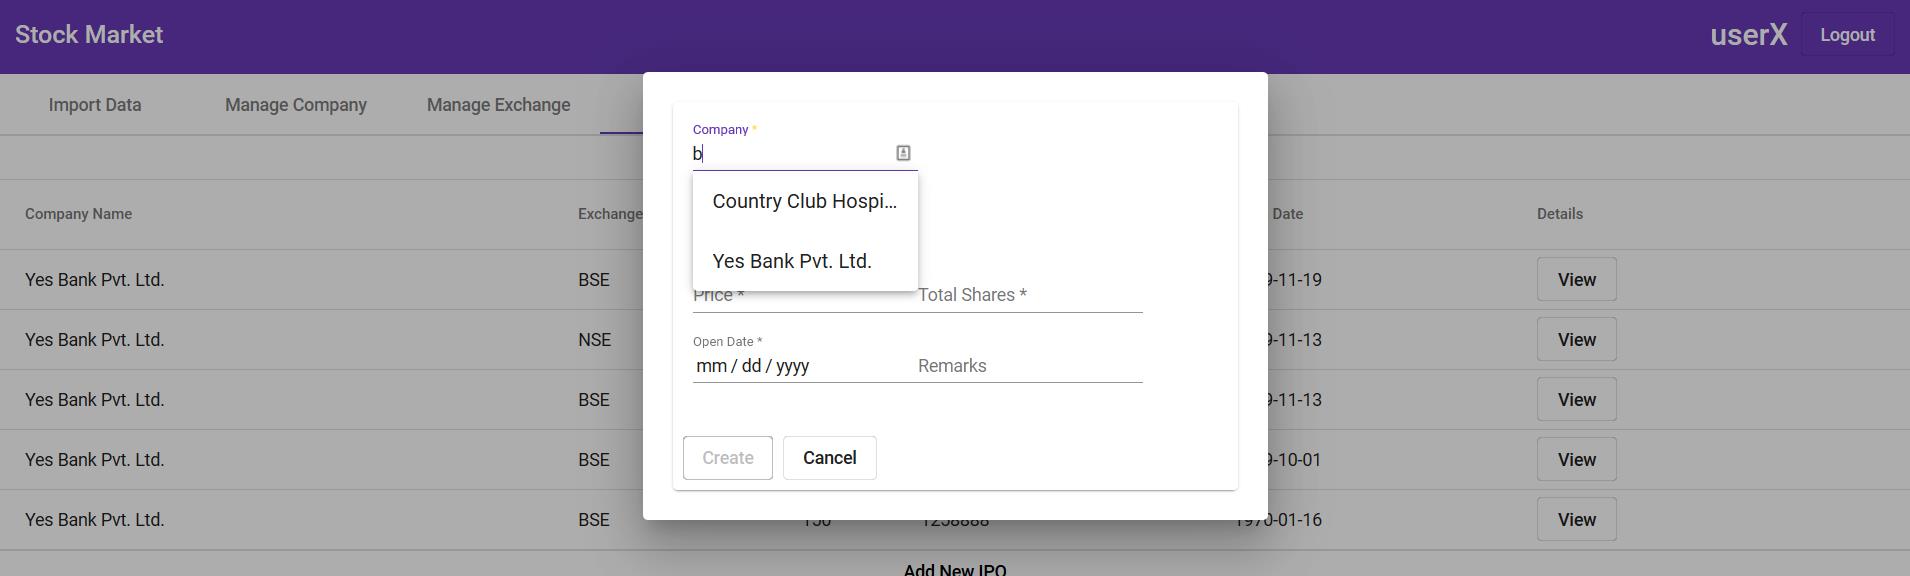 Stock Market
userX
Logout
Import Data
Manage Company
Manage Exchange
Company *
b
Country Club Hospi...
Yes Bank Pvt. Ltd.
Price *
Total Shares *
Open Date *
mm / dd / yyyy
Remarks
Create
Cancel
Company Name
Exchange
Date
Details
Yes Bank Pvt. Ltd.
BSE
9-11-19
View
Yes Bank Pvt. Ltd.
NSE
9-11-13
View
Yes Bank Pvt. Ltd.
BSE
9-11-13
View
Yes Bank Pvt. Ltd.
BSE
9-10-01
View
Yes Bank Pvt. Ltd.
BSE
150
1258888
1970-01-16
View
Add New IPO